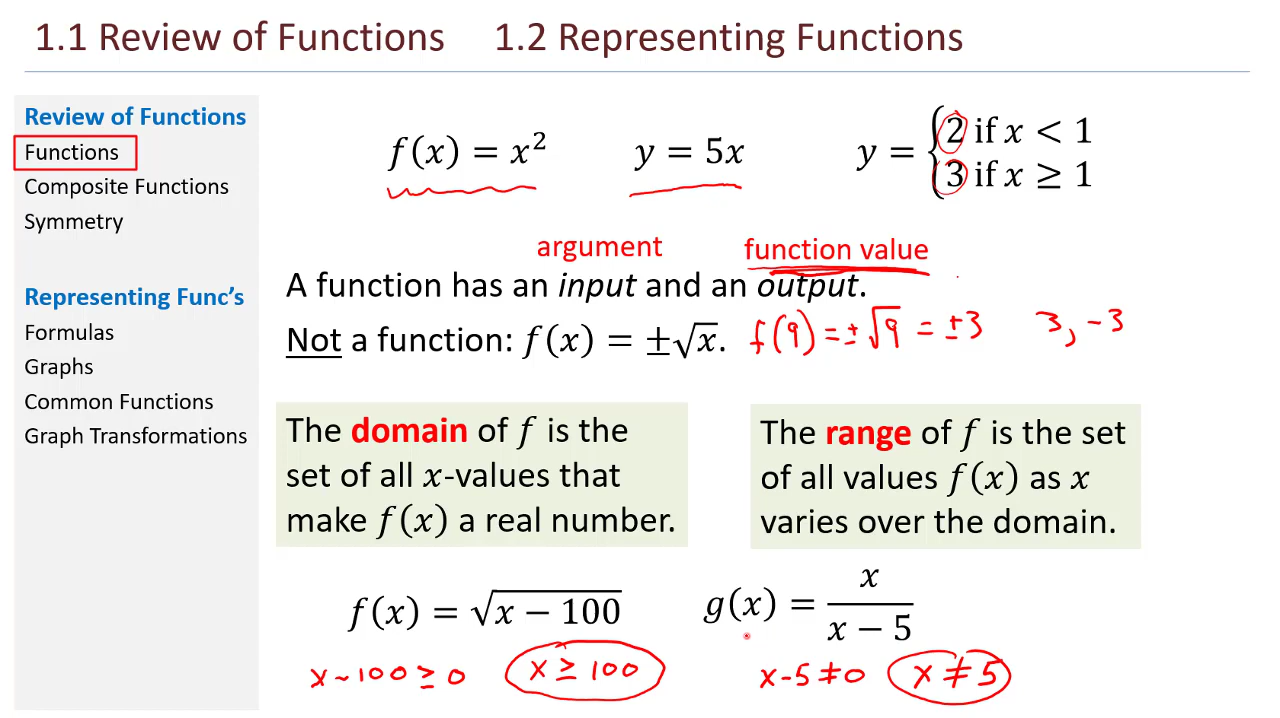 1.1 Review of Functions 1.2 Representing Functions
Review of Functions
Functions
Composite Functions
Symmetry
Representing Func's
Formulas
Graphs
Common Functions
Graph Transformations
f(x) = x² y = 5x y = { 2 if x < 1
3 if x ≥ 1
argument function value
A function has an input and an output.
Not a function: f(x) = ±√x. f(9) = ±√9 = ±3 3, -3
The domain of f is the
set of all x-values that
make f(x) a real number.
The range of f is the set
of all values f(x) as x
varies over the domain.
f(x) = √(x − 100) g(x) = x / (x − 5)
x - 100 ≥ 0 x ≥ 100 x - 5 ≠ 0 x ≠ 5